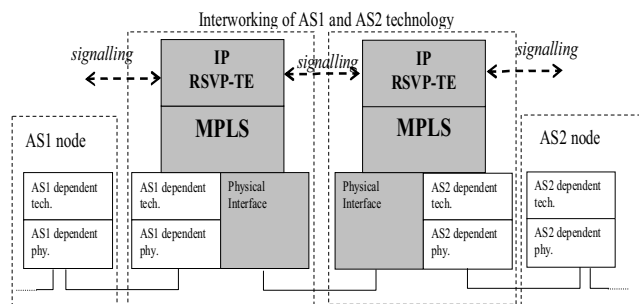 Interworking of AS1 and AS2 technology
signalling
signalling
signalling
IP
RSVP-TE
MPLS
IP
RSVP-TE
MPLS
AS1 node
AS2 node
AS1 dependent
tech.
AS1 dependent
phy.
AS1 dependent
tech.
AS1 dependent
phy.
Physical
Interface
Physical
Interface
AS2 dependent
tech.
AS2 dependent
phy.
AS2 dependent
tech.
AS2 dependent
phy.